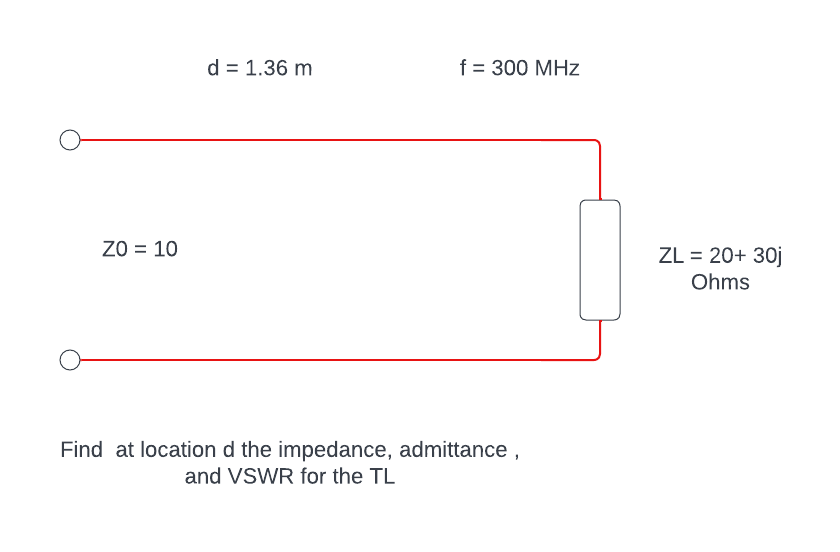 d = 1.36 m
f = 300 MHz
Z0 = 10
ZL = 20+ 30j
Ohms
Find  at location d the impedance, admittance ,
and VSWR for the TL